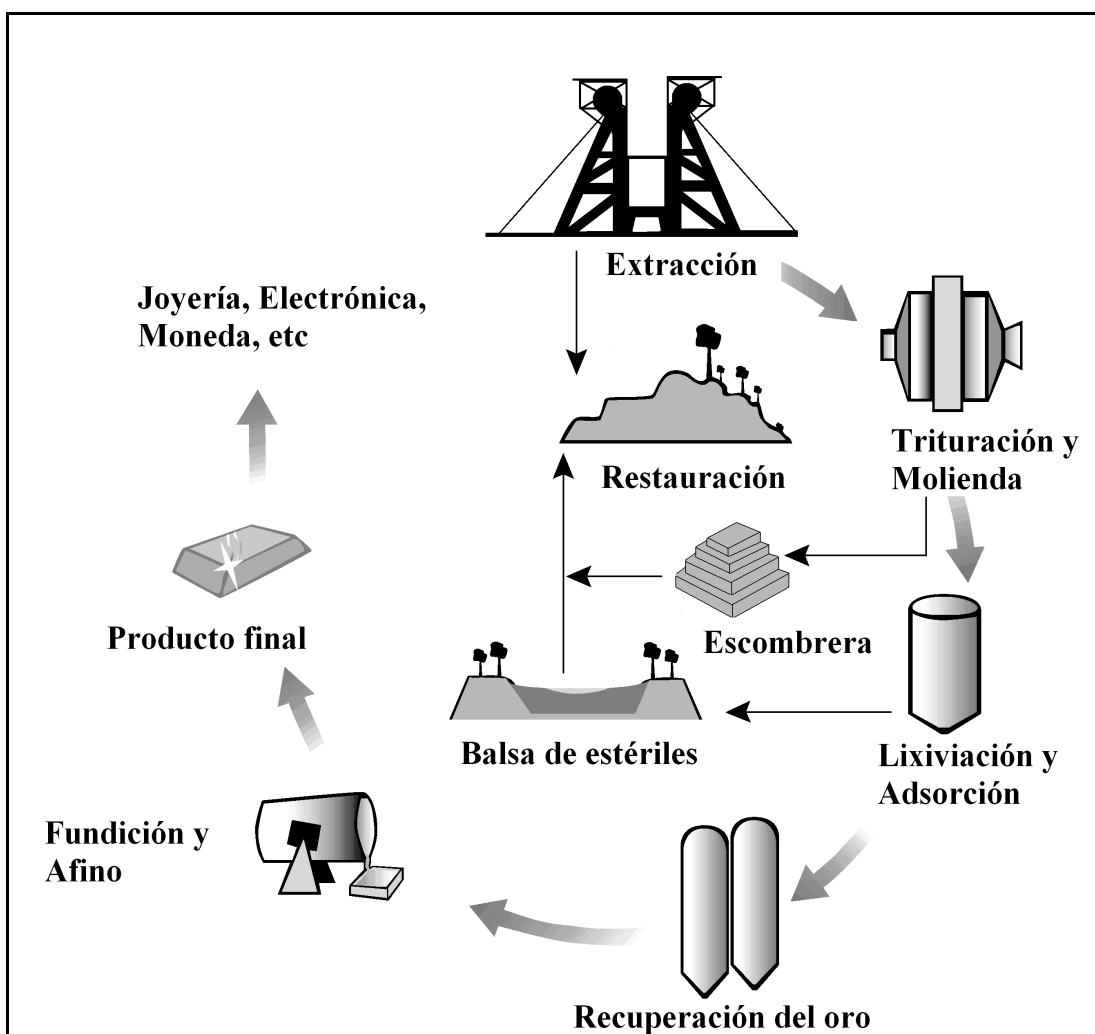 Extracción
Joyería, Electrónica,
Moneda, etc
Trituración y
Molienda
Restauración
Producto final
Escombrera
Balsa de estériles
Lixiviación y
Adsorción
Fundición y
Afino
Recuperación del oro